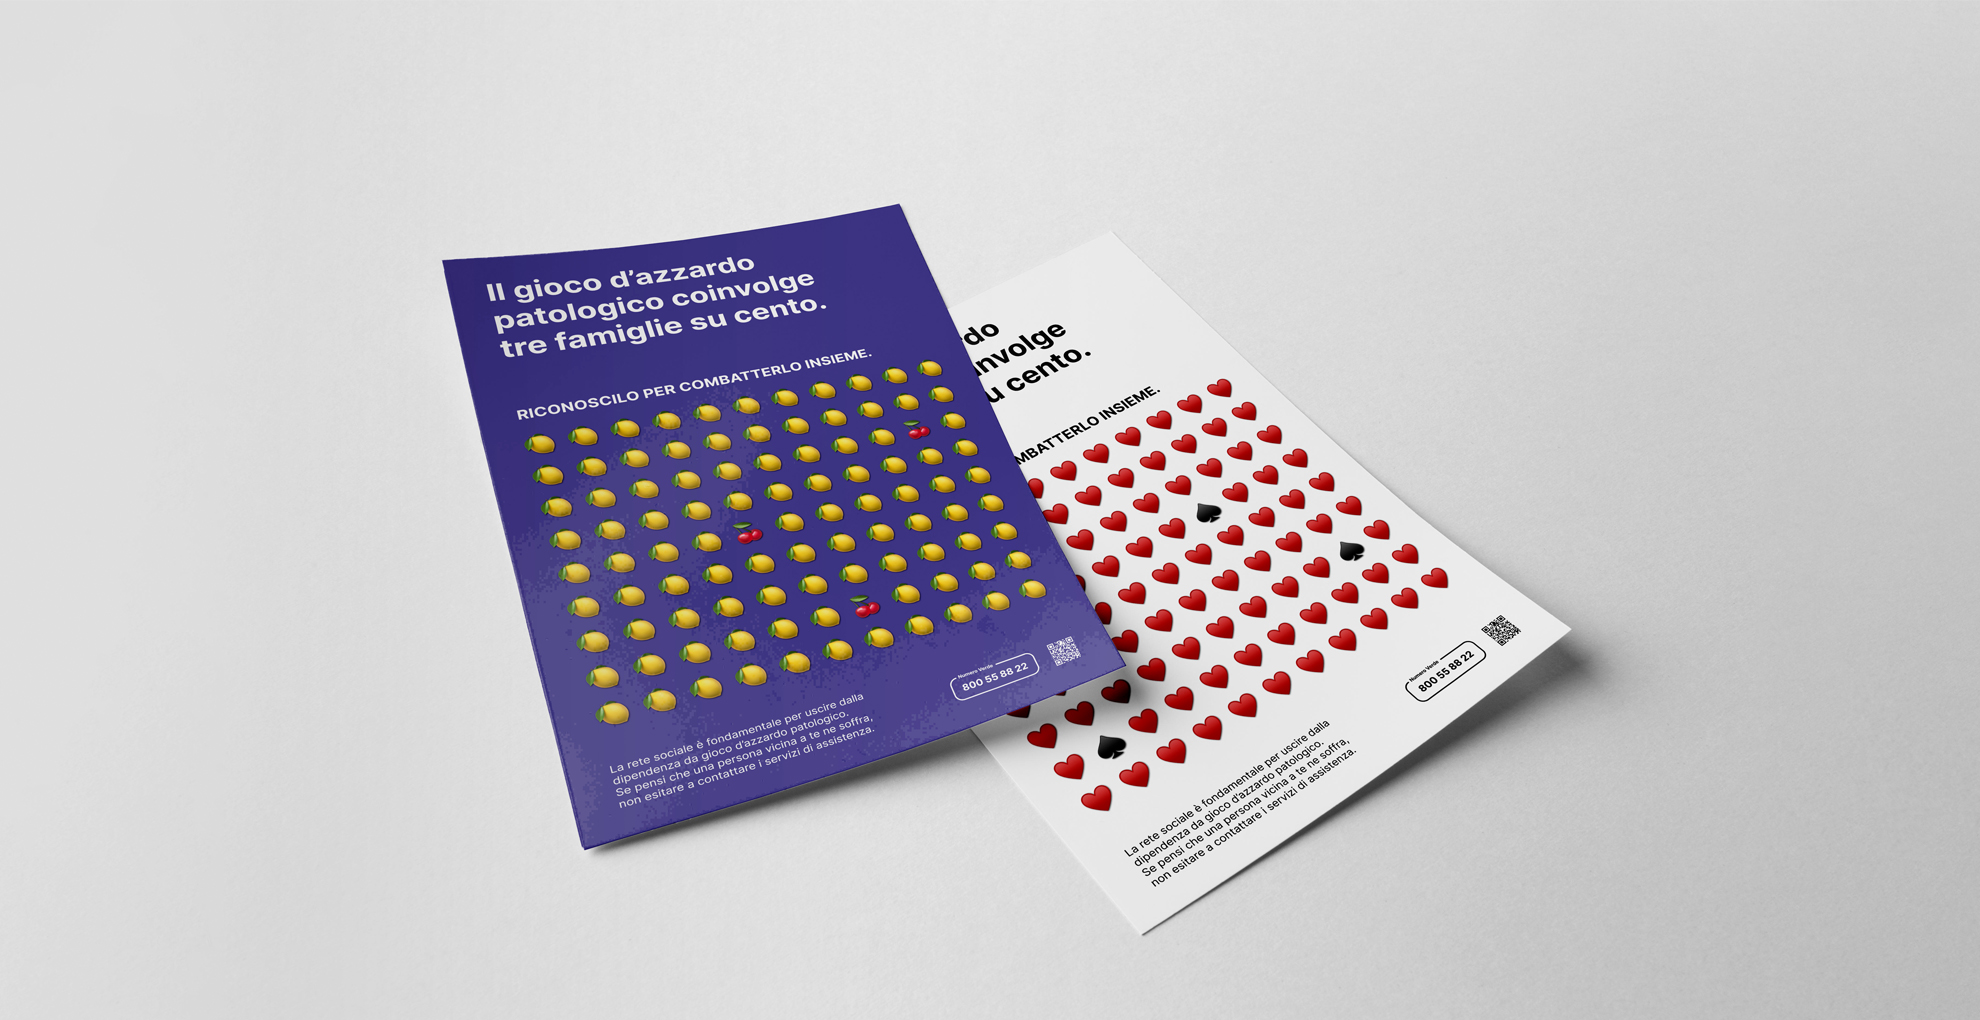 Il gioco d'azzardo
patologico coinvolge
tre famiglie su cento.
RICONOSCILO PER COMBATTERLO INSIEME.
La rete sociale è fondamentale per uscire dalla
dipendenza da gioco d'azzardo patologico.
Se pensi che una persona vicina a te ne soffra,
non esitare a contattare i servizi di assistenza.
Numero Verde
800 55 88 22
rdo
involge
u cento.
MBATTERLO INSIEME.
La rete sociale è fondamentale per uscire dalla
dipendenza da gioco d'azzardo patologico.
Se pensi che una persona vicina a te ne soffra,
non esitare a contattare i servizi di assistenza.
Numero Verde
800 55 88 22